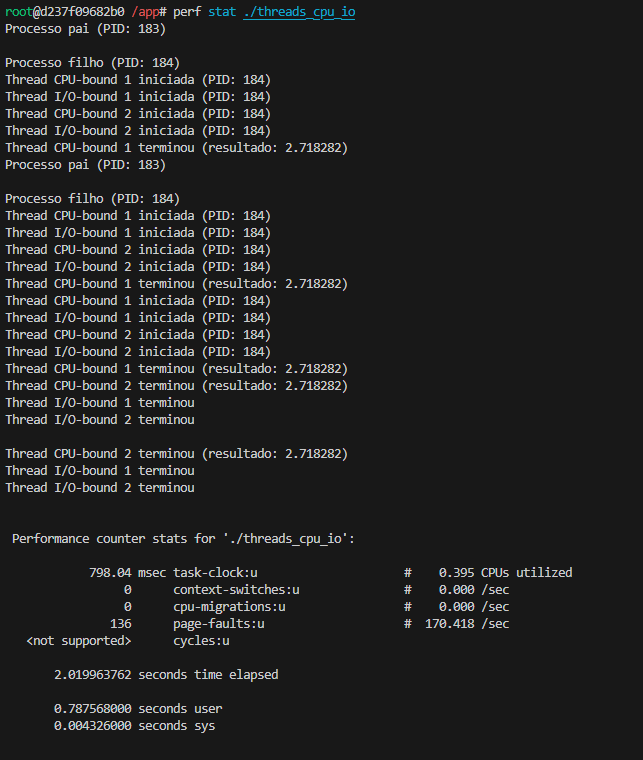 root@d237f09682b0 /app# perf stat ./threads_cpu_io
Processo pai (PID: 183)
Processo filho (PID: 184)
Thread CPU-bound 1 iniciada (PID: 184)
Thread I/O-bound 1 iniciada (PID: 184)
Thread CPU-bound 2 iniciada (PID: 184)
Thread I/O-bound 2 iniciada (PID: 184)
Thread CPU-bound 1 terminou (resultado: 2.718282)
Processo pai (PID: 183)
Processo filho (PID: 184)
Thread CPU-bound 1 iniciada (PID: 184)
Thread I/O-bound 1 iniciada (PID: 184)
Thread CPU-bound 2 iniciada (PID: 184)
Thread I/O-bound 2 iniciada (PID: 184)
Thread CPU-bound 1 terminou (resultado: 2.718282)
Thread CPU-bound 1 iniciada (PID: 184)
Thread I/O-bound 1 iniciada (PID: 184)
Thread CPU-bound 2 iniciada (PID: 184)
Thread I/O-bound 2 iniciada (PID: 184)
Thread CPU-bound 1 terminou (resultado: 2.718282)
Thread CPU-bound 2 terminou (resultado: 2.718282)
Thread I/O-bound 1 terminou
Thread I/O-bound 2 terminou
Thread CPU-bound 2 terminou (resultado: 2.718282)
Thread I/O-bound 1 terminou
Thread I/O-bound 2 terminou
Performance counter stats for './threads_cpu_io':
798.04 msec task-clock:u # 0.395 CPUs utilized
0 context-switches:u # 0.000 /sec
0 cpu-migrations:u # 0.000 /sec
136 page-faults:u # 170.418 /sec
<not supported> cycles:u
2.019963762 seconds time elapsed
0.787568000 seconds user
0.004326000 seconds sys